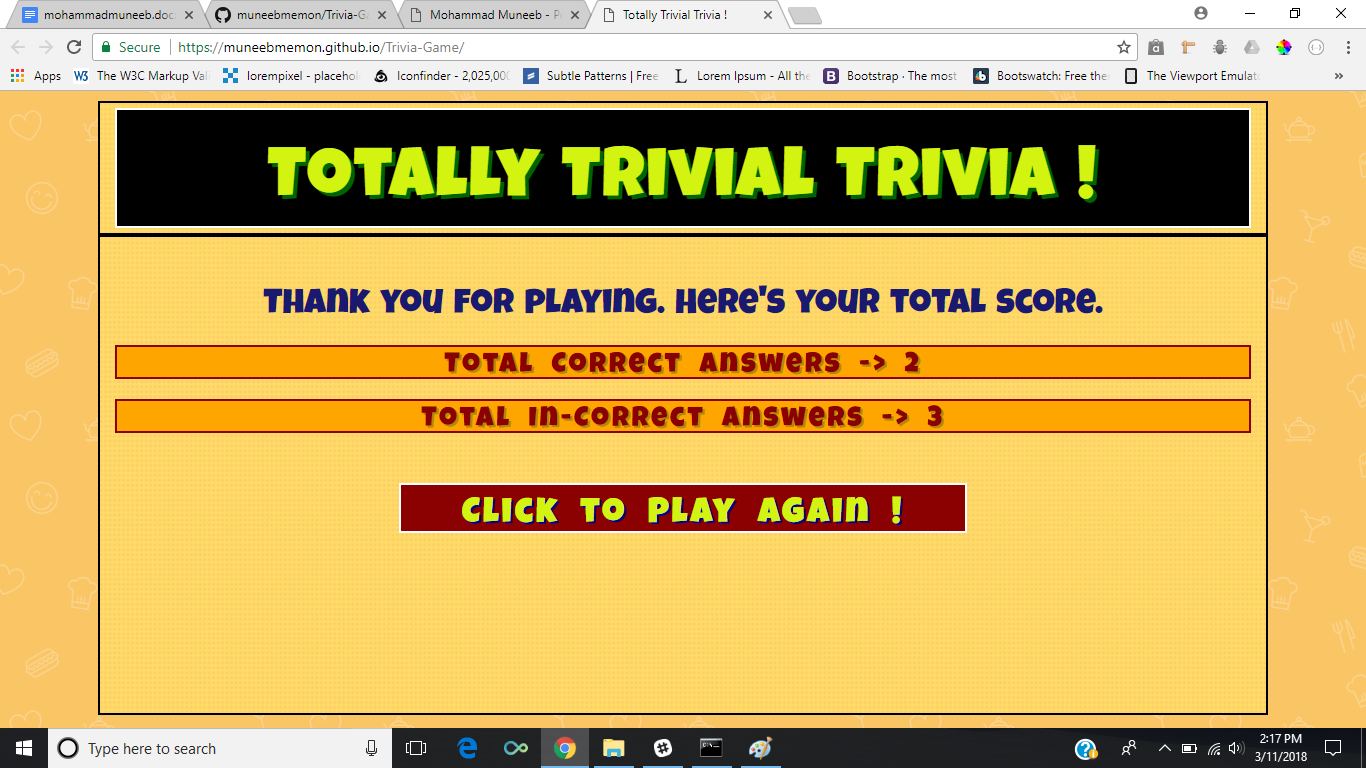 mohammadmuneeb.doc
muneebmemon/Trivia-Ga
Mohammad Muneeb - P
Totally Trivial Trivia !
Secure
https://muneebmemon.github.io/Trivia-Game/
Apps
The W3C Markup Val
lorempixel - placehol
Iconfinder - 2,025,000
Subtle Patterns | Free
Lorem Ipsum - All the
Bootstrap · The most
Bootswatch: Free the
The Viewport Emulat
TOTALLY TRIVIAL TRIVIA !
Thank you for playing. Here's your total score.
Total Correct Answers -> 2
Total In-Correct Answers -> 3
Click To Play Again !
Type here to search
2:17 PM
3/11/2018